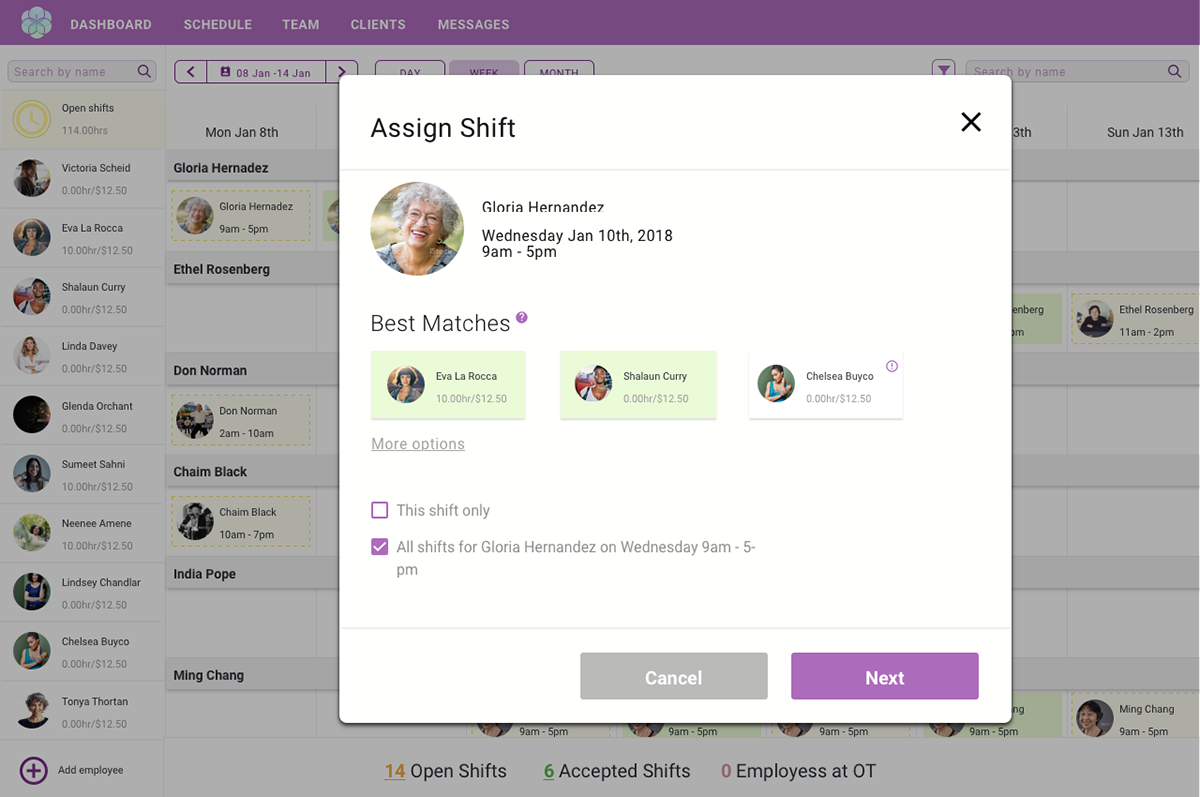 DASHBOARD SCHEDULE TEAM CLIENTS MESSAGES
Search by name
08 Jan -14 Jan
DAY WEEK MONTH
Search by name
Open shifts
114.00hrs
Victoria Scheid
0.00hr/$12.50
Eva La Rocca
10.00hr/$12.50
Shalaun Curry
0.00hr/$12.50
Linda Davey
0.00hr/$12.50
Glenda Orchant
0.00hr/$12.50
Sumeet Sahni
10.00hr/$12.50
Neenee Amene
10.00hr/$12.50
Lindsey Chandlar
0.00hr/$12.50
Chelsea Buyco
0.00hr/$12.50
Tonya Thortan
0.00hr/$12.50
Add employee
Mon Jan 8th
3th
Sun Jan 13th
Gloria Hernadez
Gloria Hernadez
9am - 5pm
Ethel Rosenberg
enberg
pm
Ethel Rosenberg
11am - 2pm
Don Norman
Don Norman
2am - 10am
Chaim Black
Chaim Black
10am - 7pm
India Pope
Ming Chang
9am - 5pm
9am - 5pm
9am - 5pm
ng
9am - 5pm
Ming Chang
9am - 5pm
Assign Shift
Gloria Hernandez
Wednesday Jan 10th, 2018
9am - 5pm
Best Matches ?
Eva La Rocca
10.00hr/$12.50
Shalaun Curry
0.00hr/$12.50
Chelsea Buyco
0.00hr/$12.50
More options
This shift only
All shifts for Gloria Hernandez on Wednesday 9am - 5-
pm
Cancel
Next
14 Open Shifts 6 Accepted Shifts 0 Employess at OT